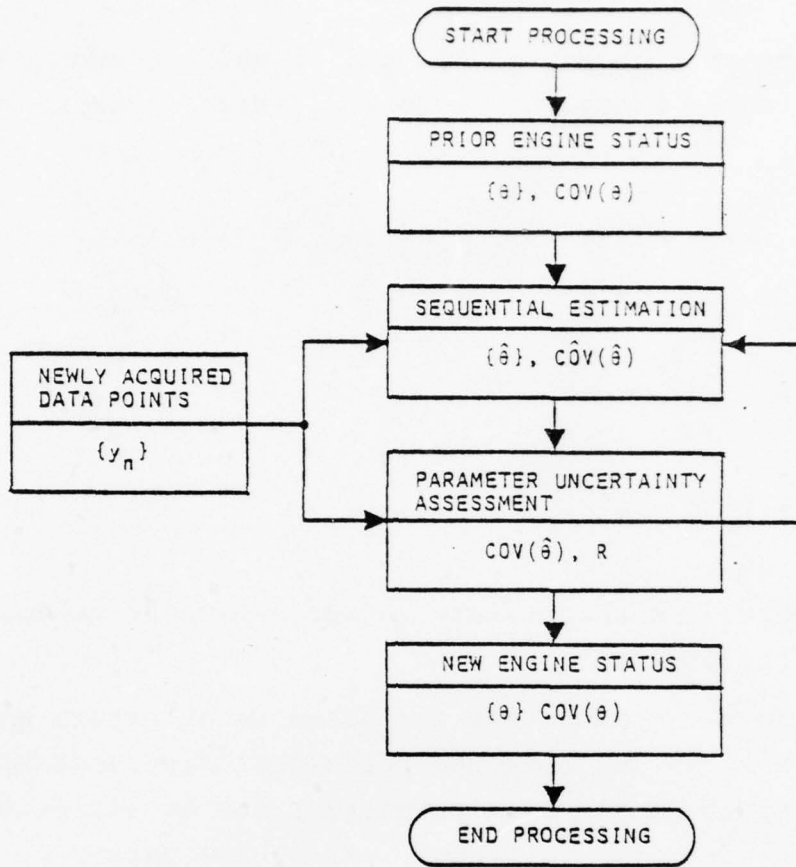 START PROCESSING
PRIOR ENGINE STATUS
{θ}, COV(θ)
SEQUENTIAL ESTIMATION
{θ̂}, CÔV(θ̂)
NEWLY ACQUIRED
DATA POINTS
{yₙ}
PARAMETER UNCERTAINTY
ASSESSMENT
COV(θ̂), R
NEW ENGINE STATUS
{θ} COV(θ)
END PROCESSING